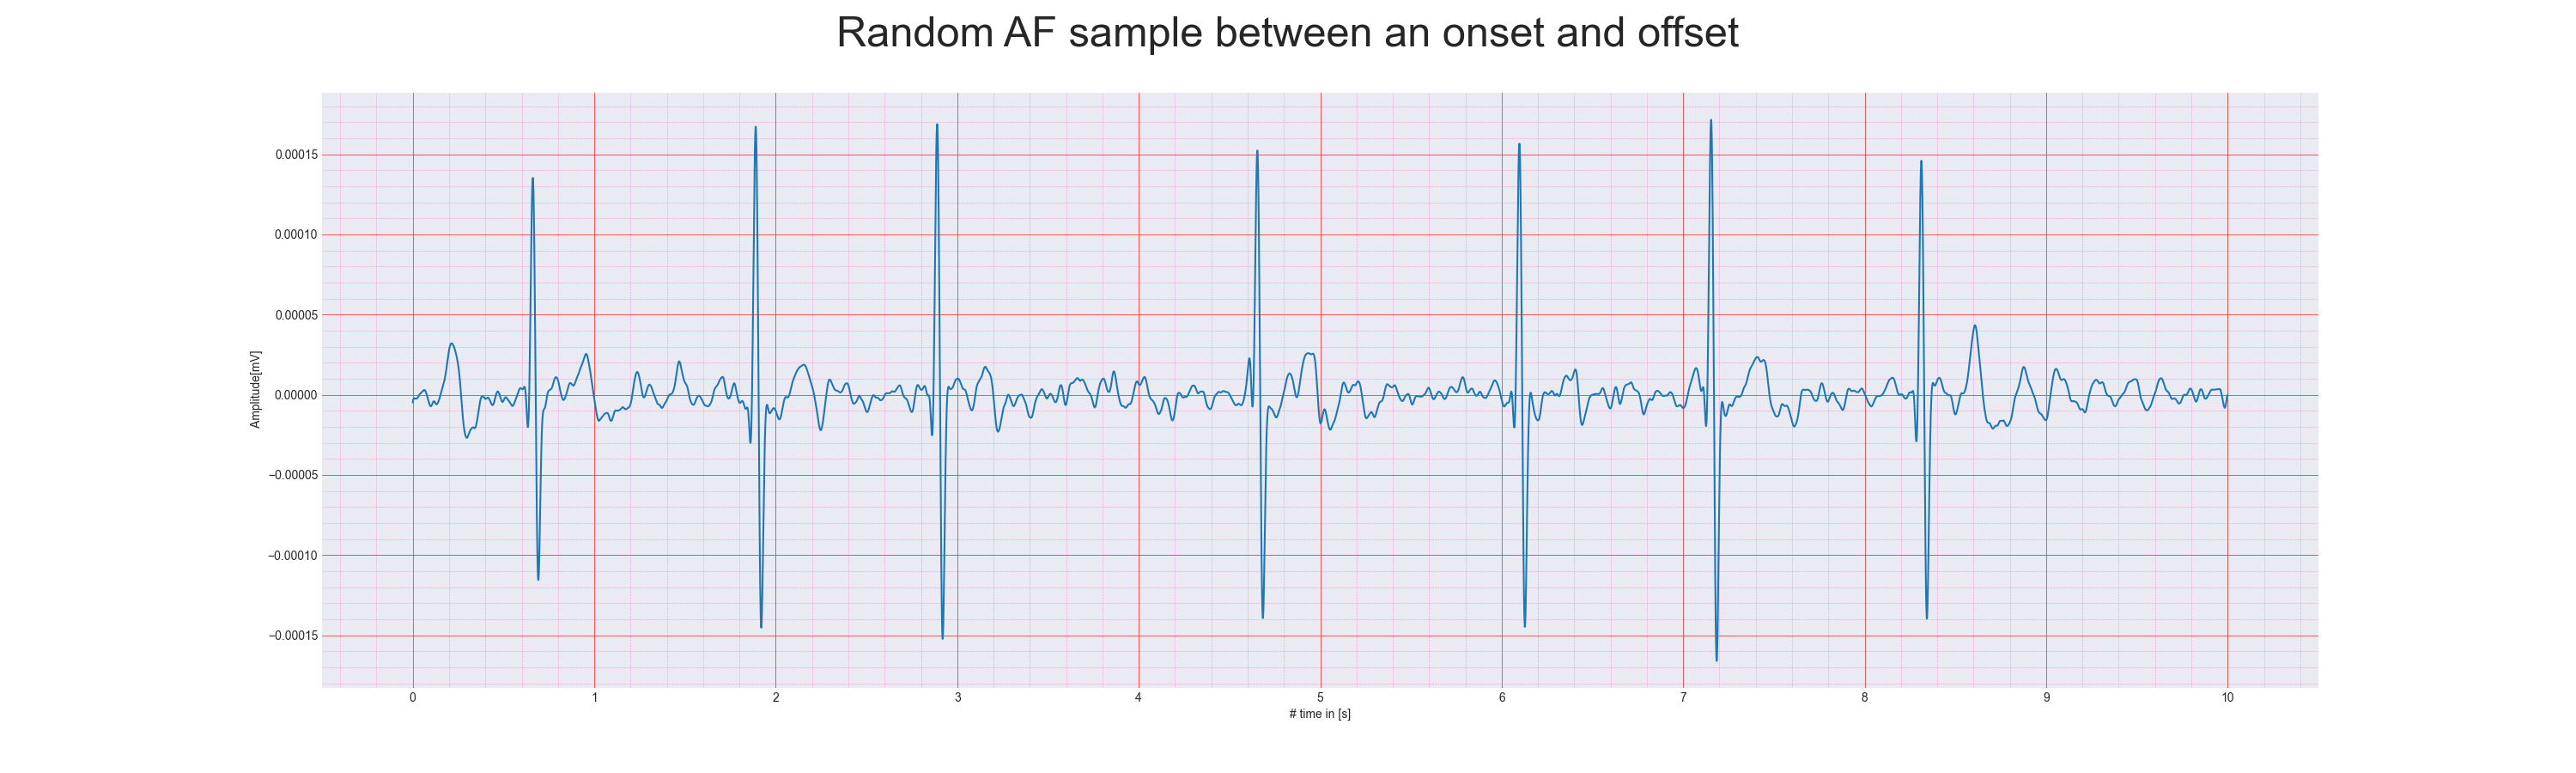 Random AF sample between an onset and offset
0.00015
0.00010
0.00005
0.00000
−0.00005
−0.00010
−0.00015
Amplitude[mV]
0 1 2 3 4 5 6 7 8 9 10
# time in [s]